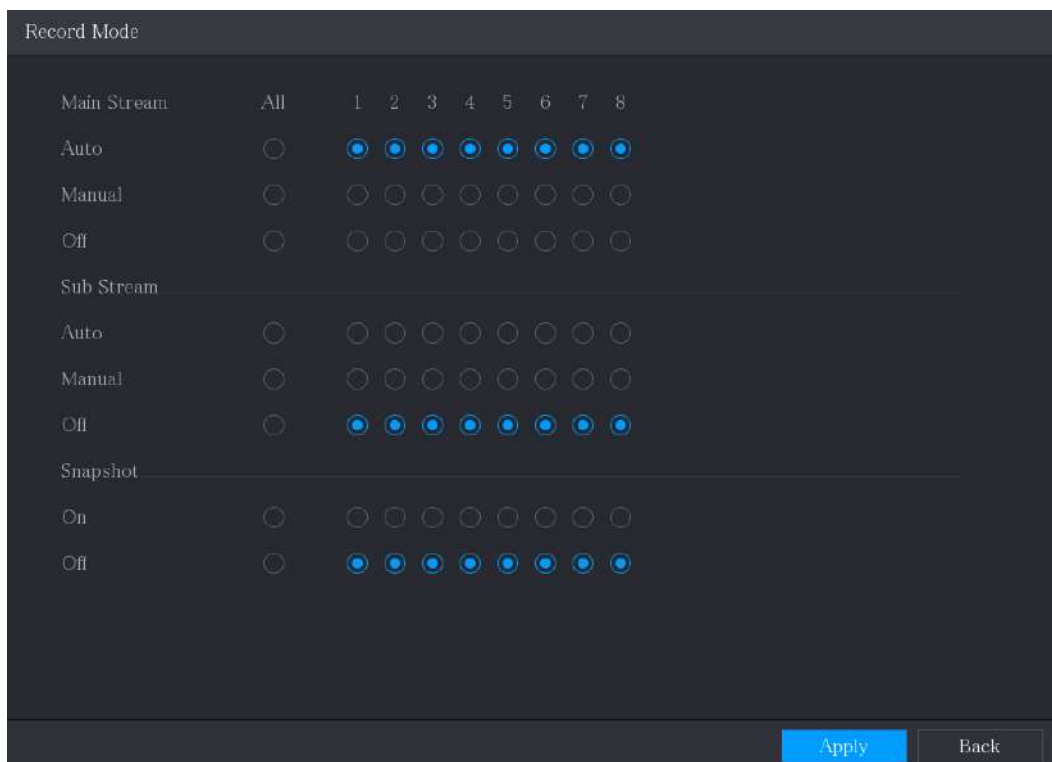 Record Mode
Main Stream All 1 2 3 4 5 6 7 8
Auto
Manual
Off
Sub Stream
Auto
Manual
Off
Snapshot
On
Off
Apply Back